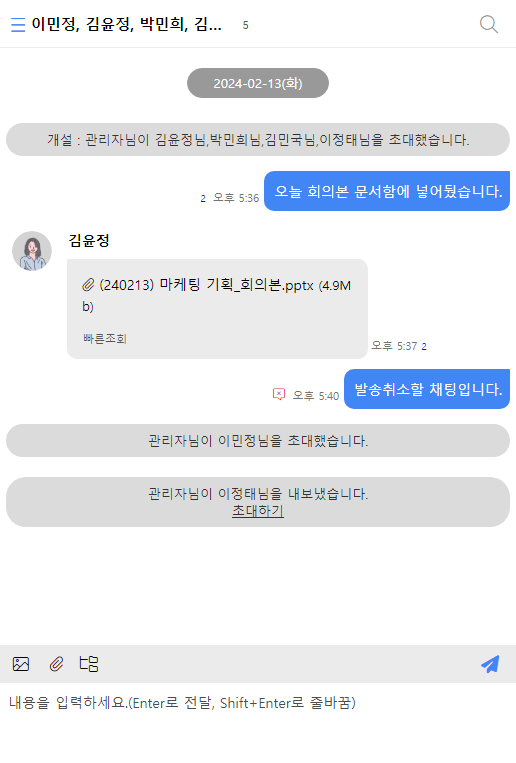 이민정, 김윤정, 박민희, 김... 5
2024-02-13(화)
개설 : 관리자님이 김윤정님,박민희님,김민국님,이정태님을 초대했습니다.
2 오후 5:36 오늘 회의본 문서함에 넣어뒀습니다.
김윤정
(240213) 마케팅 기획_회의본.pptx (4.9M
b)
빠른조회
오후 5:37 2
오후 5:40 발송취소할 채팅입니다.
관리자님이 이민정님을 초대했습니다.
관리자님이 이정태님을 내보냈습니다.
초대하기
내용을 입력하세요.(Enter로 전달, Shift+Enter로 줄바꿈)